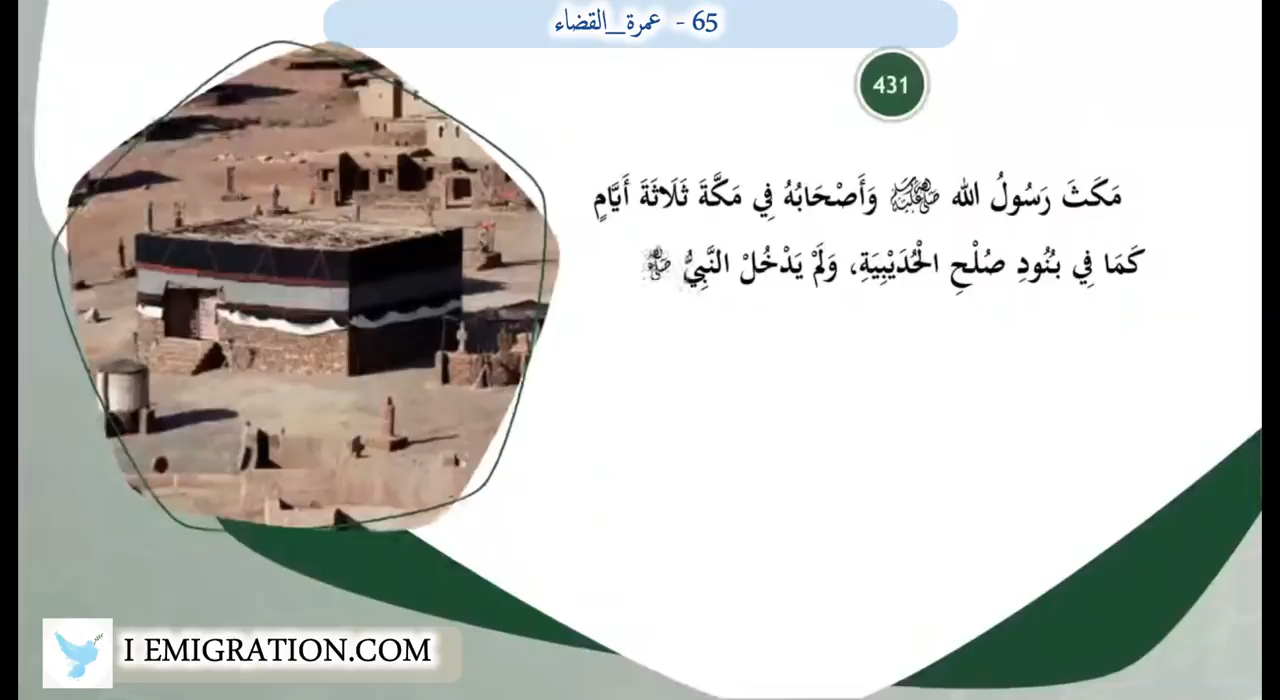 65 - عمرة_القضاء
431
مَكَثَ رَسُولُ الله ﷺ وَأَصْحَابُهُ فِي مَكَّةَ ثَلَاثَةَ أَيَّامٍ
كَمَا فِي بُنُودِ صُلْحِ الْحُدَيْبِيَةِ، وَلَمْ يَدْخُلْ النَّبِيُّ ﷺ
I EMIGRATION.COM